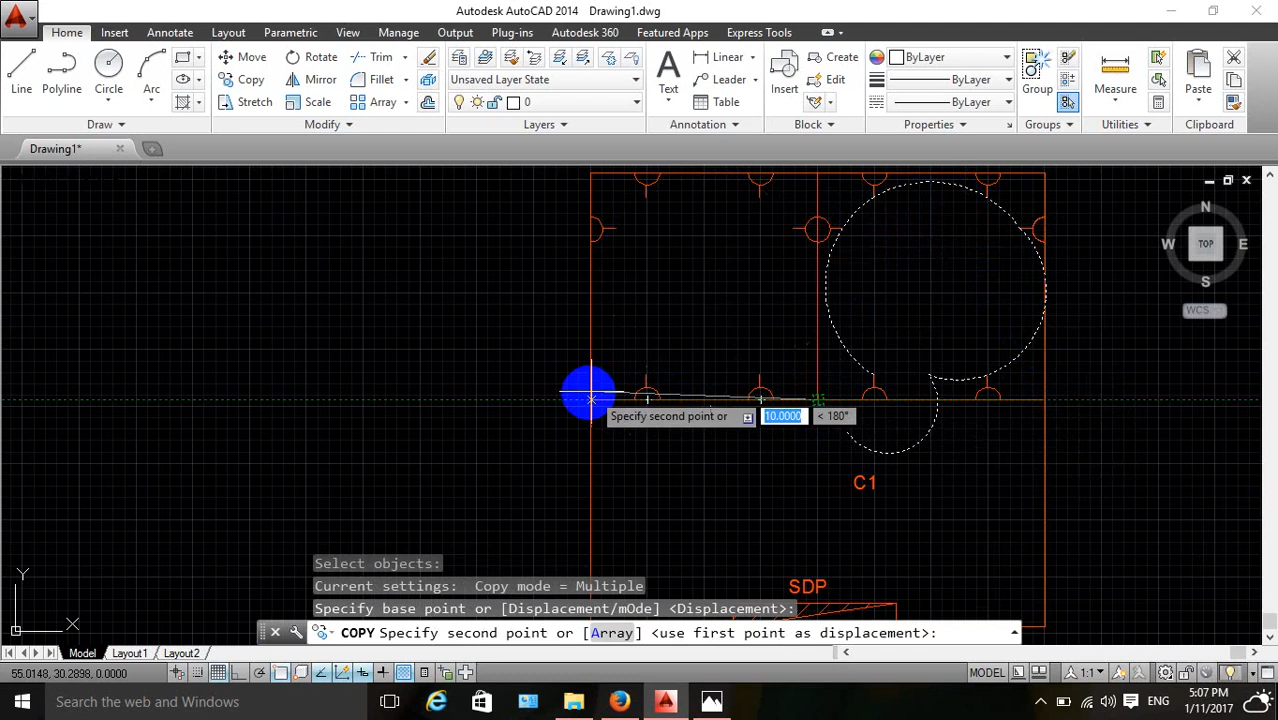 Autodesk AutoCAD 2014 Drawing1.dwg
Home Insert Annotate Layout Parametric View Manage Output Plug-ins Autodesk 360 Featured Apps Express Tools
Line Polyline Circle Arc
Move Rotate Trim
Copy Mirror Fillet
Stretch Scale Array
Unsaved Layer State
0
Text
Linear
Leader
Table
Insert
Create
Edit
ByLayer
ByLayer
ByLayer
Group
Measure
Paste
Draw Modify Layers Annotation Block Properties Groups Utilities Clipboard
Drawing1*
N
W TOP E
S
WCS
Specify second point or 10.0000 < 180°
C1
SDP
Select objects:
Current settings: Copy mode = Multiple
Specify base point or [Displacement/mOde] <Displacement>:
COPY Specify second point or [Array] <use first point as displacement>:
Y
X
Model Layout1 Layout2
55.0148, 30.2898, 0.0000
MODEL 1:1
Search the web and Windows
ENG
5:07 PM
1/11/2017